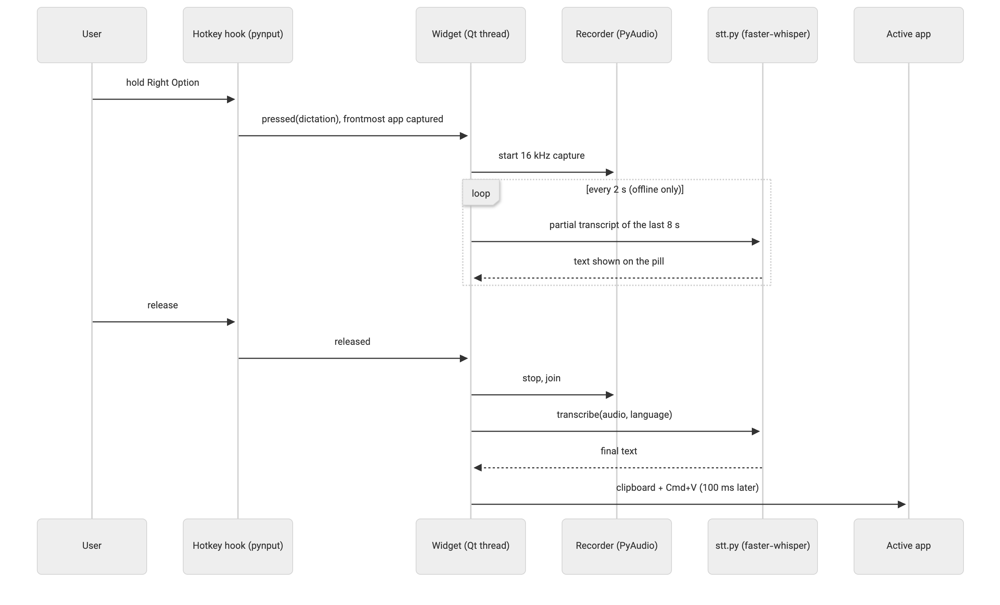 User
Hotkey hook (pynput)
Widget (Qt thread)
Recorder (PyAudio)
stt.py (faster-whisper)
Active app
hold Right Option
pressed(dictation), frontmost app captured
start 16 kHz capture
loop
[every 2 s (offline only)]
partial transcript of the last 8 s
text shown on the pill
release
released
stop, join
transcribe(audio, language)
final text
clipboard + Cmd+V (100 ms later)
User
Hotkey hook (pynput)
Widget (Qt thread)
Recorder (PyAudio)
stt.py (faster-whisper)
Active app